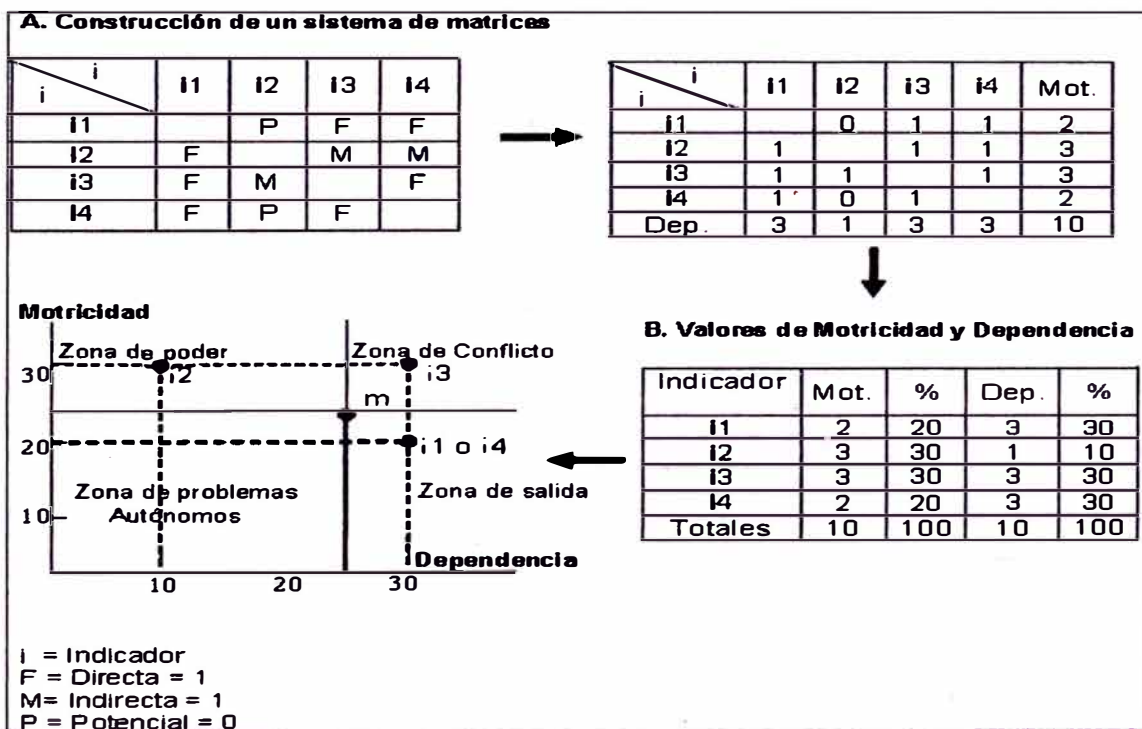 A. Construcción de un sistema de matrices
i
i i1 i2 i3 i4
i1 P F F
i2 F M M
i3 F M F
i4 F P F
i
i i1 i2 i3 i4 Mot.
i1 0 1 1 2
i2 1 1 1 3
i3 1 1 1 3
i4 1 0 1 2
Dep. 3 1 3 3 10
Motricidad
Zona de poder Zona de Conflicto
30 i2 i3
m
20 i1 o i4
Zona de problemas Zona de salida
10 Autónomos
Dependencia
10 20 30
B. Valores de Motricidad y Dependencia
Indicador Mot. % Dep. %
i1 2 20 3 30
i2 3 30 1 10
i3 3 30 3 30
i4 2 20 3 30
Totales 10 100 10 100
i = Indicador
F = Directa = 1
M= Indirecta = 1
P = Potencial = 0